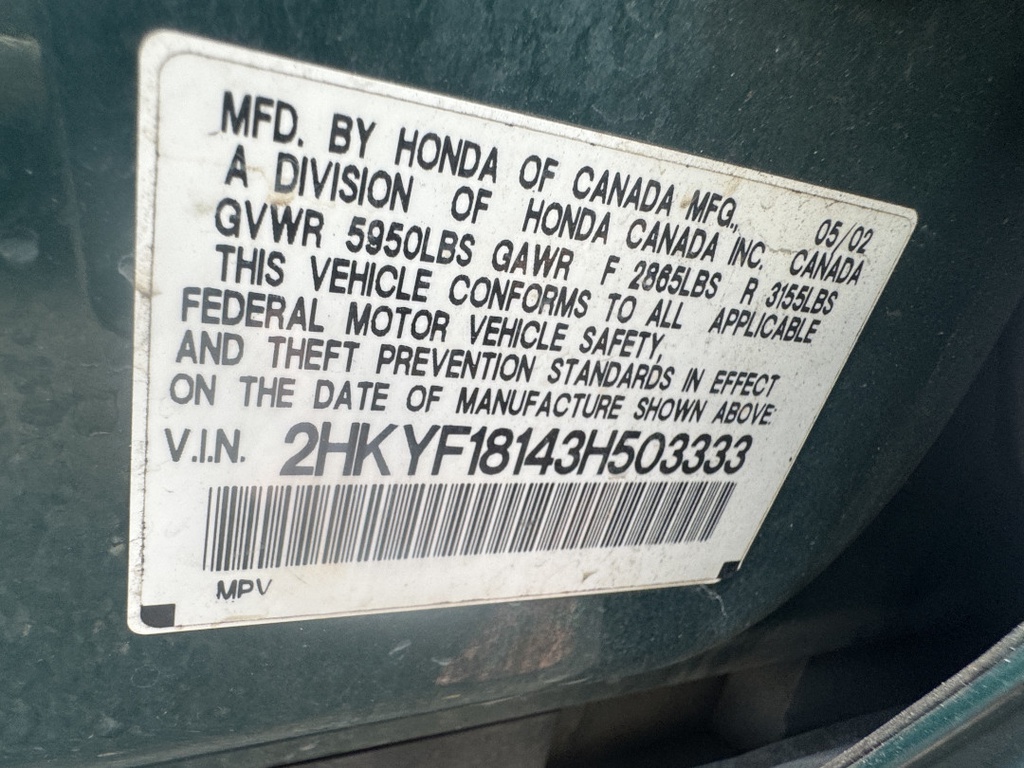 MFD. BY HONDA OF CANADA MFG., 05/02
A DIVISION OF HONDA CANADA INC. CANADA
GVWR 5950LBS GAWR F 2865LBS R 3155LBS
THIS VEHICLE CONFORMS TO ALL APPLICABLE
FEDERAL MOTOR VEHICLE SAFETY,
AND THEFT PREVENTION STANDARDS IN EFFECT
ON THE DATE OF MANUFACTURE SHOWN ABOVE:
V.I.N. 2HKYF18143H503333
MPV